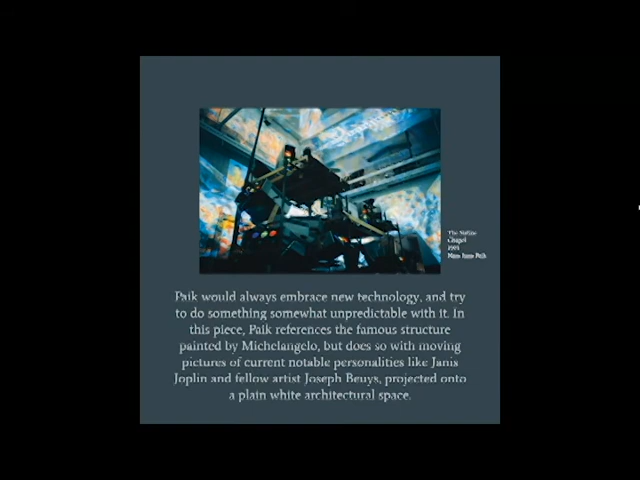 The Sistine
Chapel
Nam June Paik
Paik would always embrace new technology, and try
to do something somewhat unpredictable with it. In
this piece, Paik references the famous structure
painted by Michelangelo, but does so with moving
pictures of current notable personalities like Janis
Joplin and fellow artist Joseph Beuys, projected onto
a plain white architectural space.